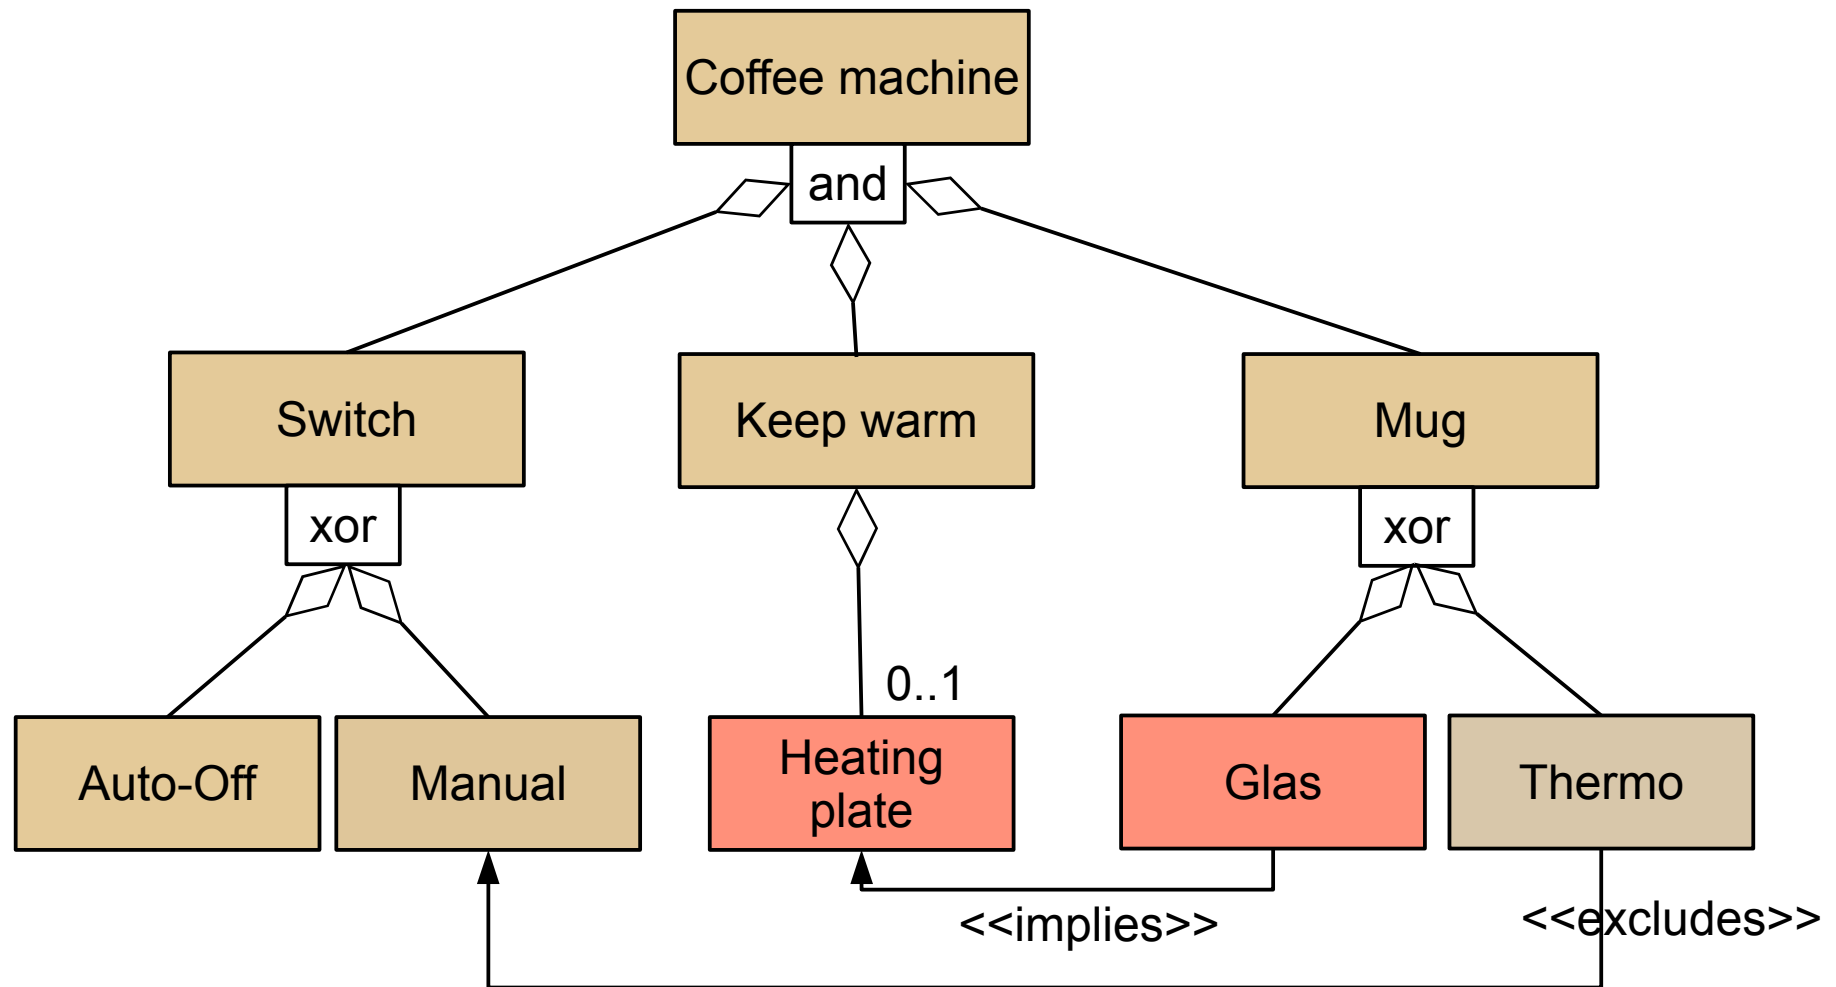 Coffee machine
and
Switch
Keep warm
Mug
xor
xor
0..1
Auto-Off
Manual
Heating
plate
Glas
Thermo
<<implies>>
<<excludes>>